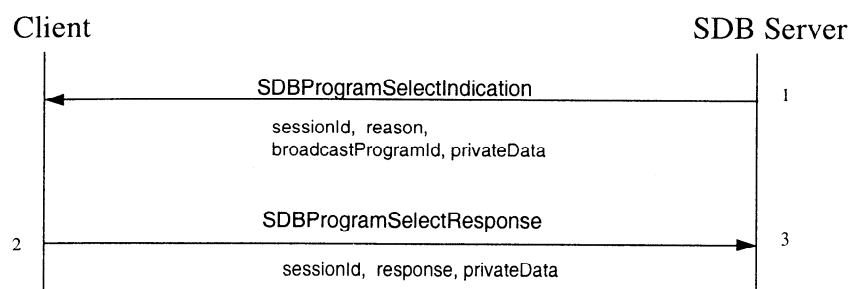 Client
SDB Server
SDBProgramSelectIndication
1
sessionId, reason,
broadcastProgramId, privateData
SDBProgramSelectResponse
2
3
sessionId, response, privateData